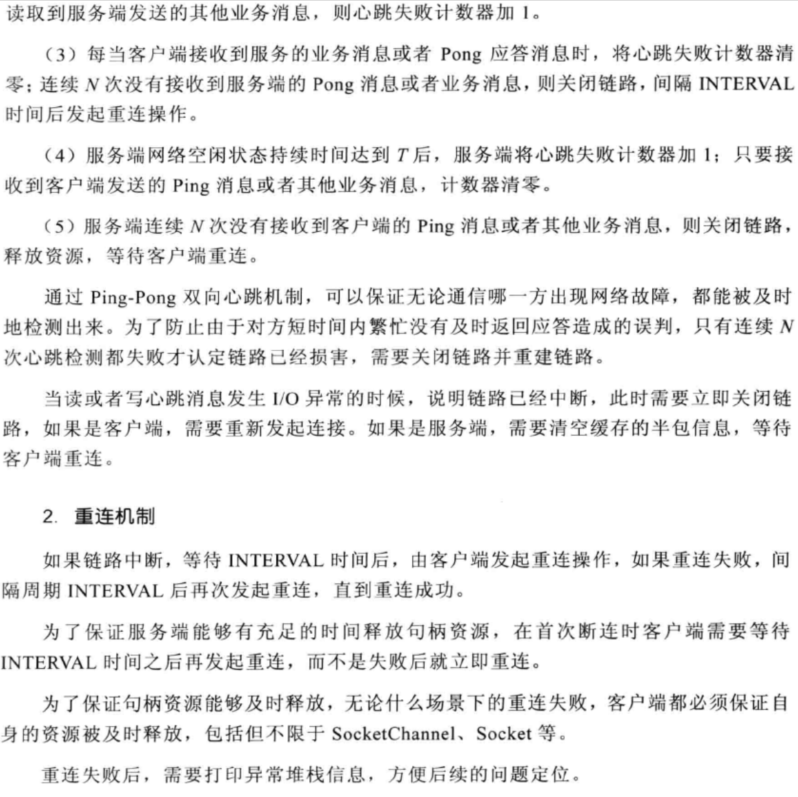 读取到服务端发送的其他业务消息，则心跳失败计数器加 1。
（3）每当客户端接收到服务的业务消息或者 Pong 应答消息时，将心跳失败计数器清
零；连续 N 次没有接收到服务端的 Pong 消息或者业务消息，则关闭链路，间隔 INTERVAL
时间后发起重连操作。
（4）服务端网络空闲状态持续时间达到 T 后，服务端将心跳失败计数器加 1；只要接
收到客户端发送的 Ping 消息或者其他业务消息，计数器清零。
（5）服务端连续 N 次没有接收到客户端的 Ping 消息或者其他业务消息，则关闭链路，
释放资源，等待客户端重连。
通过 Ping-Pong 双向心跳机制，可以保证无论通信哪一方出现网络故障，都能被及时
地检测出来。为了防止由于对方短时间内繁忙没有及时返回应答造成的误判，只有连续 N
次心跳检测都失败才认定链路已经损害，需要关闭链路并重建链路。
当读或者写心跳消息发生 I/O 异常的时候，说明链路已经中断，此时需要立即关闭链
路，如果是客户端，需要重新发起连接。如果是服务端，需要清空缓存的半包信息，等待
客户端重连。
2. 重连机制
如果链路中断，等待 INTERVAL 时间后，由客户端发起重连操作，如果重连失败，间
隔周期 INTERVAL 后再次发起重连，直到重连成功。
为了保证服务端能够有充足的时间释放句柄资源，在首次断连时客户端需要等待
INTERVAL 时间之后再发起重连，而不是失败后就立即重连。
为了保证句柄资源能够及时释放，无论什么场景下的重连失败，客户端都必须保证自
身的资源被及时释放，包括但不限于 SocketChannel、Socket 等。
重连失败后，需要打印异常堆栈信息，方便后续的问题定位。